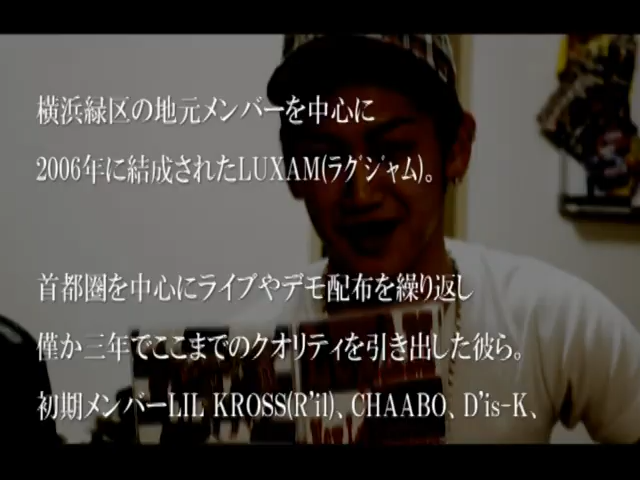 横浜緑区の地元メンバーを中心に
2006年に結成されたLUXAM(ラグジャム)。
首都圏を中心にライブやデモ配布を繰り返し
僅か三年でここまでのクオリティを引き出した彼ら。
初期メンバーLIL KROSS(R'il)、CHAABO、D'is-K、